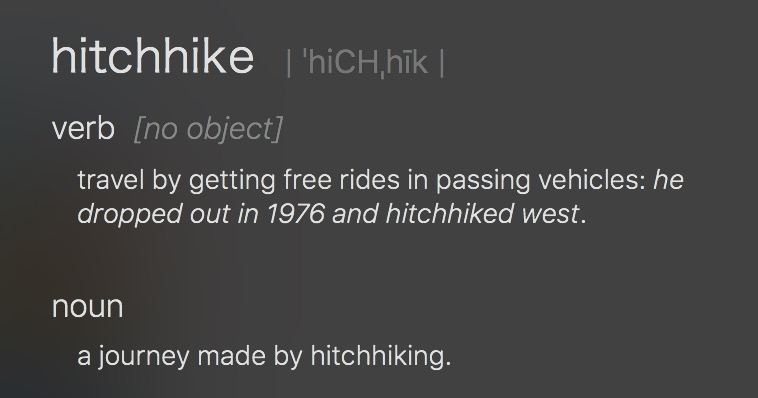 hitchhike | ˈhiCHˌhīk |
verb [no object]
travel by getting free rides in passing vehicles: he
dropped out in 1976 and hitchhiked west.
noun
a journey made by hitchhiking.